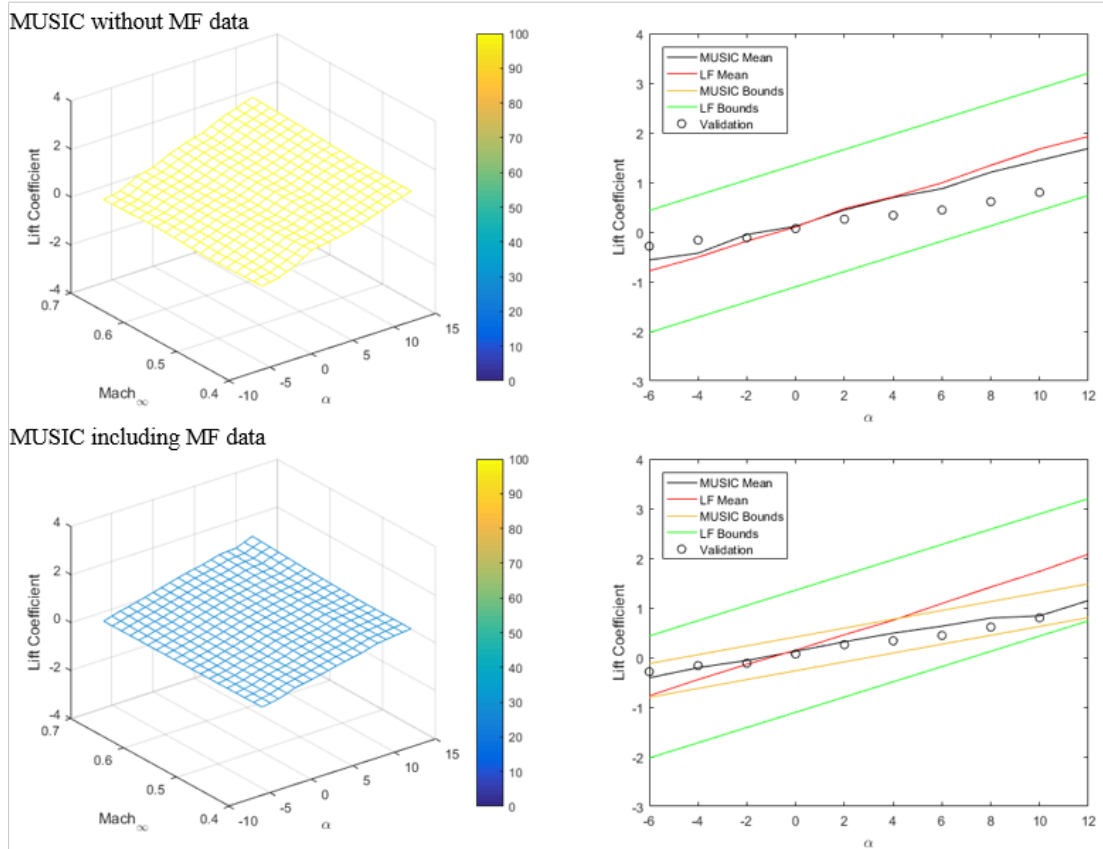 MUSIC without MF data
4
2
0
-2
-4
Lift Coefficient
0.7
0.6
0.5
0.4
Mach∞
-10
-5
0
5
10
15
α
100
90
80
70
60
50
40
30
20
10
0
4
3
2
1
0
-1
-2
-3
Lift Coefficient
MUSIC Mean
LF Mean
MUSIC Bounds
LF Bounds
Validation
-6 -4 -2 0 2 4 6 8 10 12
α
MUSIC including MF data
4
2
0
-2
-4
Lift Coefficient
0.7
0.6
0.5
0.4
Mach∞
-10
-5
0
5
10
15
α
100
90
80
70
60
50
40
30
20
10
0
4
3
2
1
0
-1
-2
-3
Lift Coefficient
MUSIC Mean
LF Mean
MUSIC Bounds
LF Bounds
Validation
-6 -4 -2 0 2 4 6 8 10 12
α